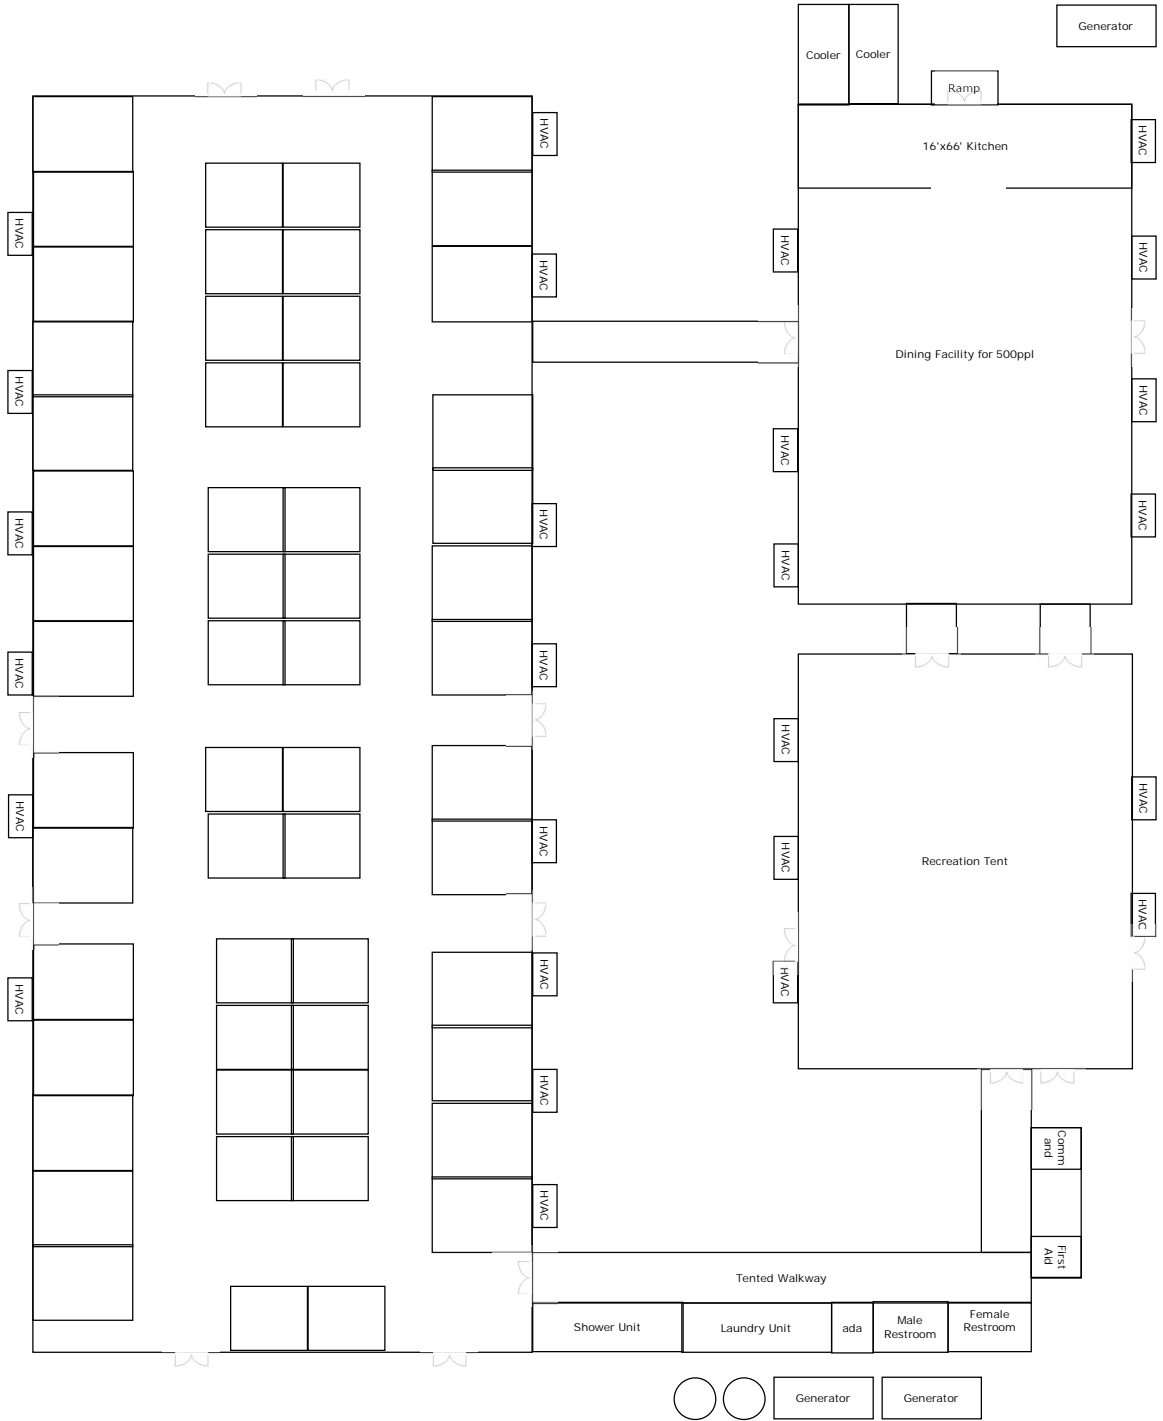 Cooler
Cooler
Generator
Ramp
HVAC
16'x66' Kitchen
HVAC
HVAC
HVAC
HVAC
HVAC
Dining Facility for 500ppl
HVAC
HVAC
HVAC
HVAC
HVAC
HVAC
HVAC
HVAC
HVAC
HVAC
HVAC
HVAC
HVAC
HVAC
Recreation Tent
HVAC
HVAC
HVAC
HVAC
HVAC
HVAC
Comm
and
HVAC
First
Aid
Tented Walkway
Shower Unit
Laundry Unit
ada
Male
Restroom
Female
Restroom
Generator
Generator